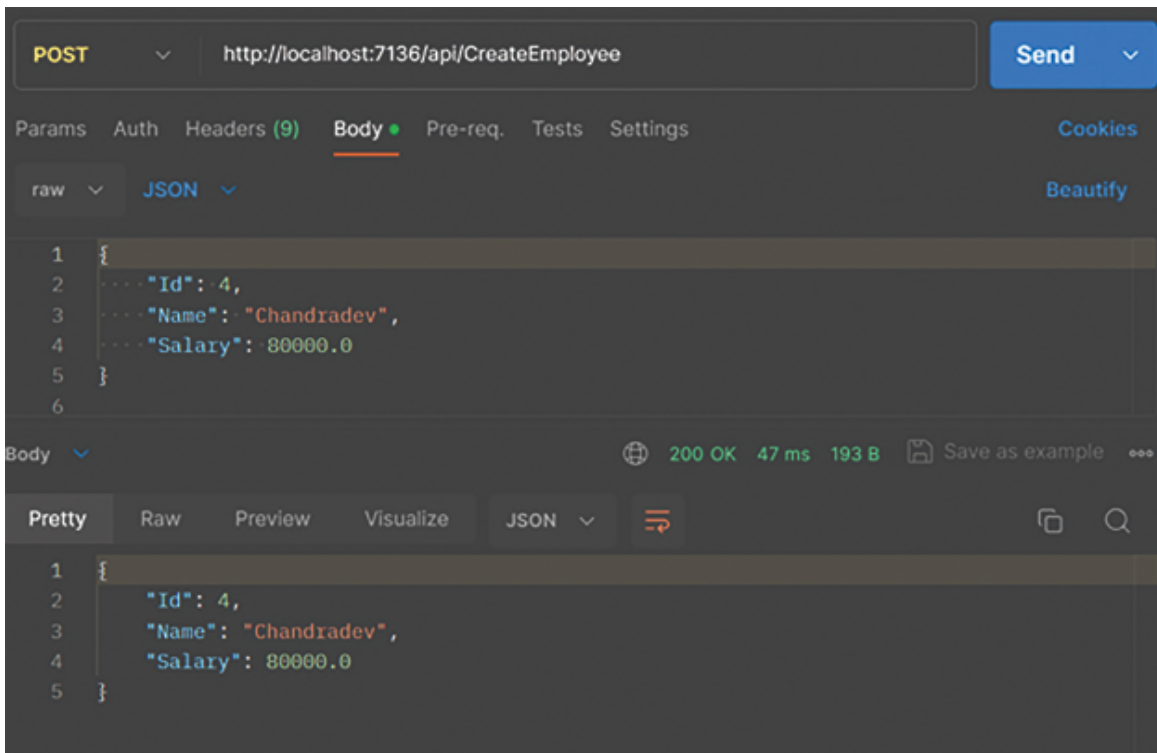 POST http://localhost:7136/api/CreateEmployee Send
Params Auth Headers (9) Body Pre-req. Tests Settings Cookies
raw JSON Beautify
1 {
2 "Id": 4,
3 "Name": "Chandradev",
4 "Salary": 80000.0
5 }
6
Body 200 OK 47 ms 193 B Save as example
Pretty Raw Preview Visualize JSON
1 {
2 "Id": 4,
3 "Name": "Chandradev",
4 "Salary": 80000.0
5 }